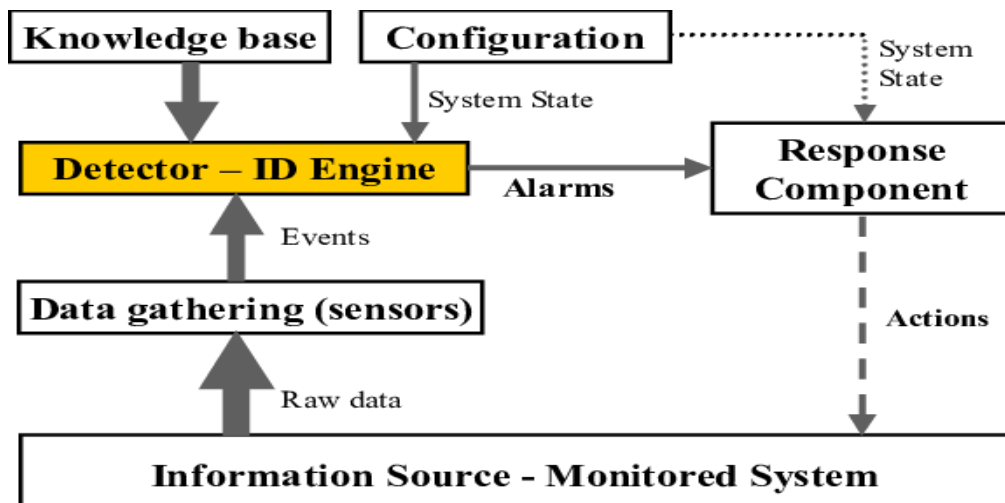 Knowledge base
Configuration
System State
System
State
Detector – ID Engine
Alarms
Response
Component
Events
Data gathering (sensors)
Actions
Raw data
Information Source - Monitored System